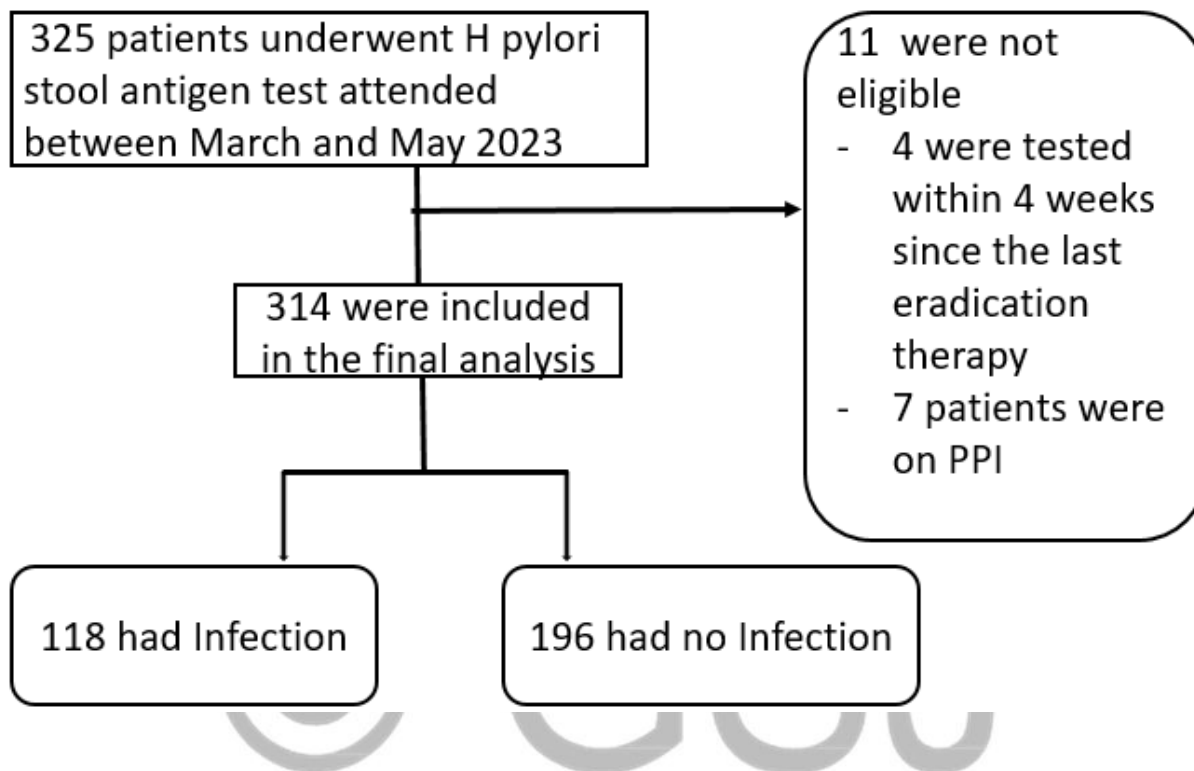 325 patients underwent H pylori
stool antigen test attended
between March and May 2023
11 were not
eligible
- 4 were tested
within 4 weeks
since the last
eradication
therapy
- 7 patients were
on PPI
314 were included
in the final analysis
118 had Infection
196 had no Infection